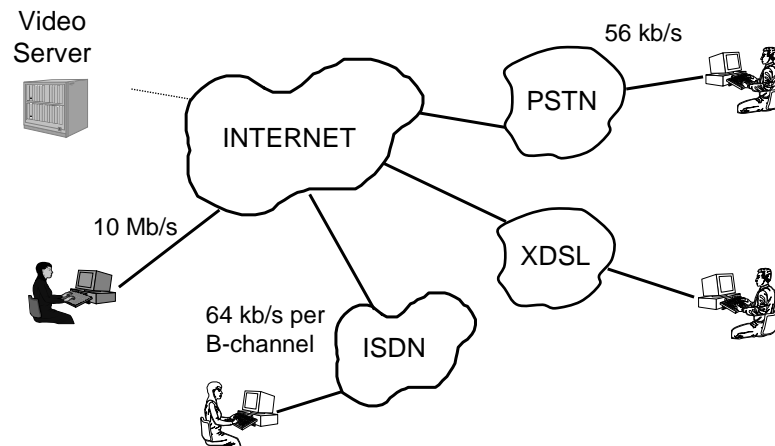 Video
Server
56 kb/s
PSTN
INTERNET
10 Mb/s
XDSL
64 kb/s per
B-channel
ISDN